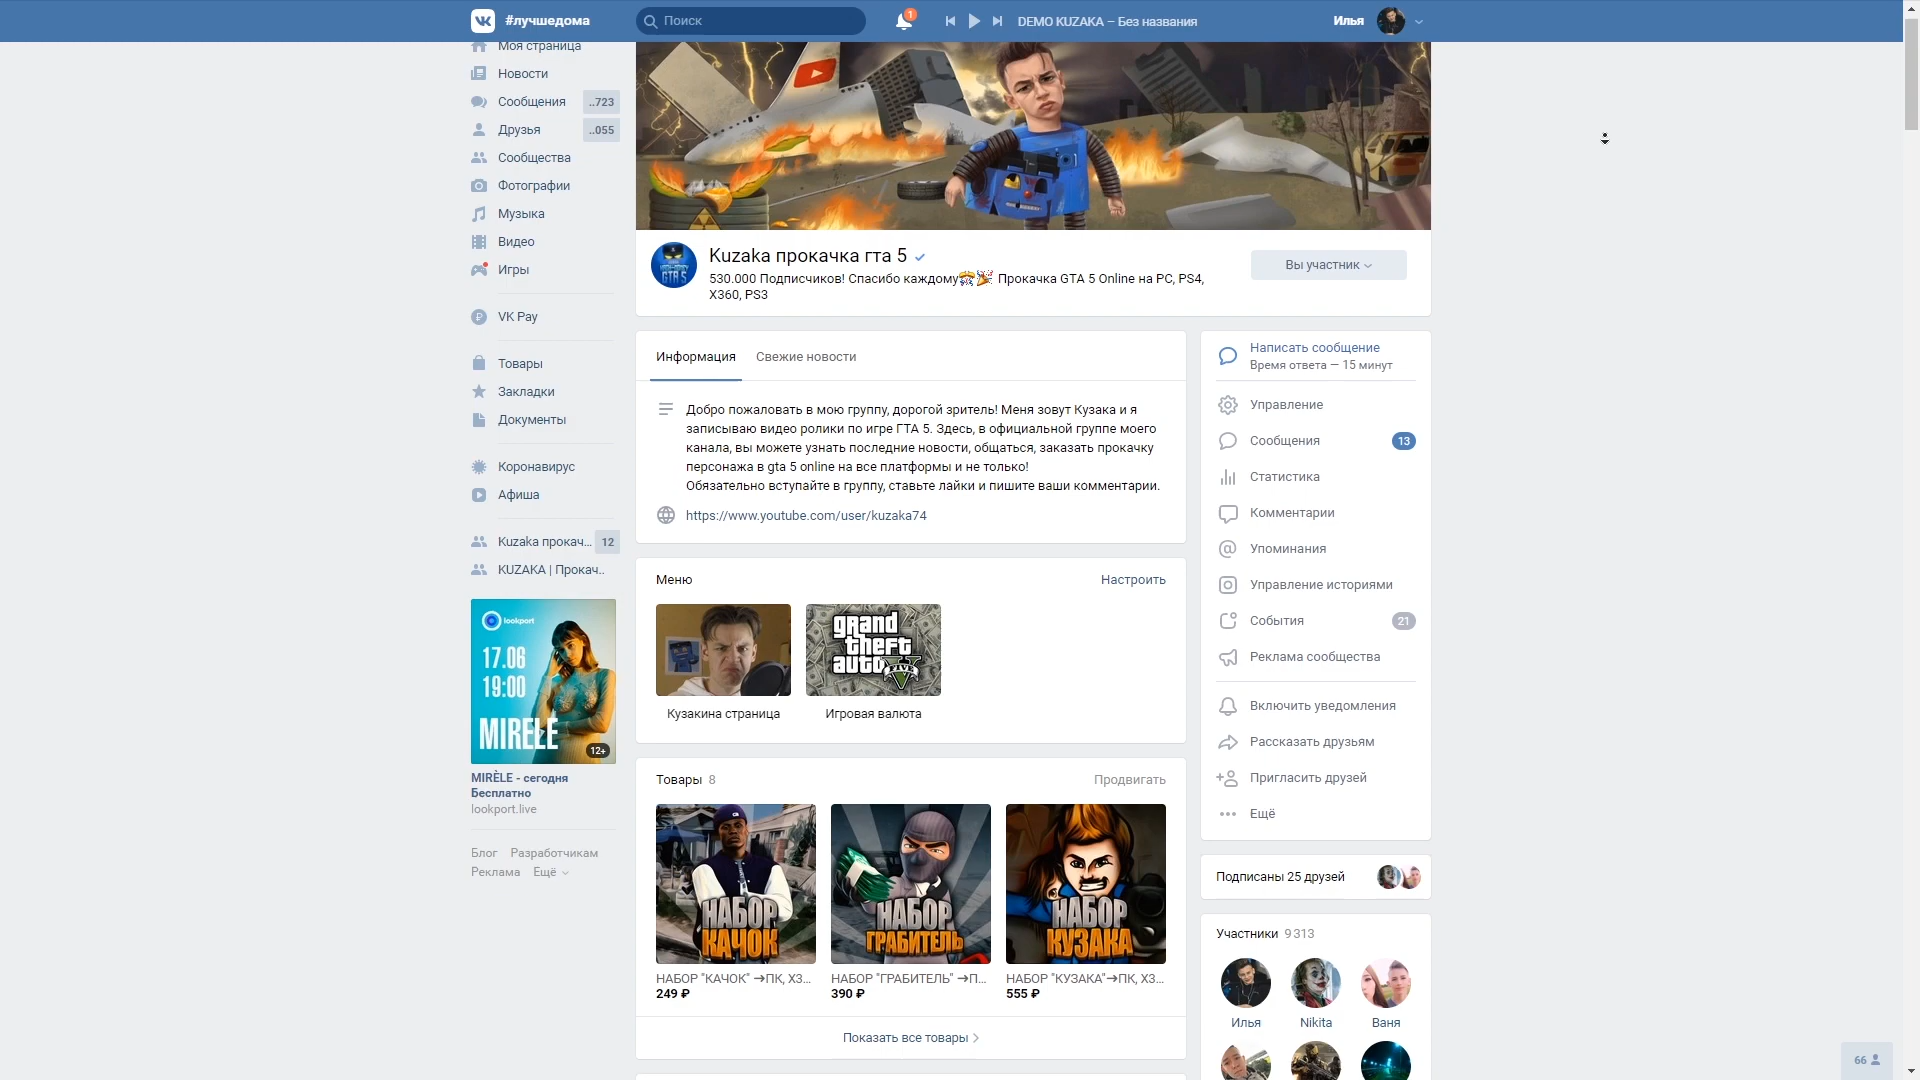 #лучшедома
Поиск
1
DEMO KUZAKA – Без названия
Илья
Моя страница
Новости
Сообщения ..723
Друзья ..055
Сообщества
Фотографии
Музыка
Видео
Игры
VK Pay
Товары
Закладки
Документы
Коронавирус
Афиша
Kuzaka прокач... 12
KUZAKA | Прокач..
lookport
17.06
19:00
MIRELE
12+
MIRÈLE - сегодня
Бесплатно
lookport.live
Блог Разработчикам
Реклама Ещё
Kuzaka прокачка гта 5
530.000 Подписчиков! Спасибо каждому🎊🎉 Прокачка GTA 5 Online на PC, PS4,
X360, PS3
Вы участник
Информация Свежие новости
Добро пожаловать в мою группу, дорогой зритель! Меня зовут Кузака и я
записываю видео ролики по игре ГТА 5. Здесь, в официальной группе моего
канала, вы можете узнать последние новости, общаться, заказать прокачку
персонажа в gta 5 online на все платформы и не только!
Обязательно вступайте в группу, ставьте лайки и пишите ваши комментарии.
https://www.youtube.com/user/kuzaka74
Меню Настроить
grand
theft
auto
FIVE
Кузакина страница Игровая валюта
Товары 8 Продвигать
НАБОР
КАЧОК
НАБОР
ГРАБИТЕЛЬ
НАБОР
КУЗАКА
НАБОР "КАЧОК" ➔ПК, X3...
249 ₽
НАБОР "ГРАБИТЕЛЬ" ➔П...
390 ₽
НАБОР "КУЗАКА"➔ПК, X3...
555 ₽
Показать все товары
Написать сообщение
Время ответа — 15 минут
Управление
Сообщения 13
Статистика
Комментарии
Упоминания
Управление историями
События 21
Реклама сообщества
Включить уведомления
Рассказать друзьям
Пригласить друзей
Ещё
Подписаны 25 друзей
Участники 9 313
Илья Nikita Ваня
66